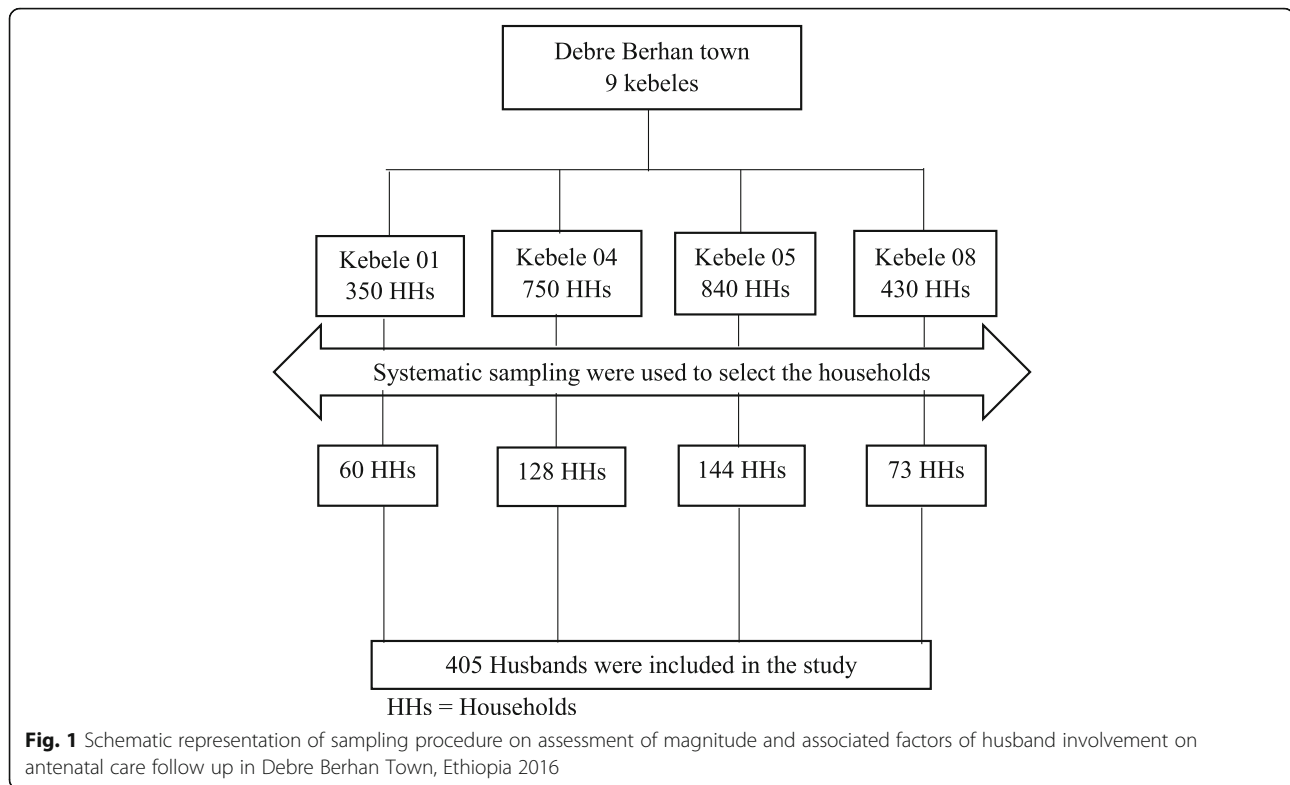 Debre Berhan town
9 kebeles
Kebele 01
350 HHs
Kebele 04
750 HHs
Kebele 05
840 HHs
Kebele 08
430 HHs
Systematic sampling were used to select the households
60 HHs
128 HHs
144 HHs
73 HHs
405 Husbands were included in the study
HHs = Households
Fig. 1 Schematic representation of sampling procedure on assessment of magnitude and associated factors of husband involvement on
antenatal care follow up in Debre Berhan Town, Ethiopia 2016